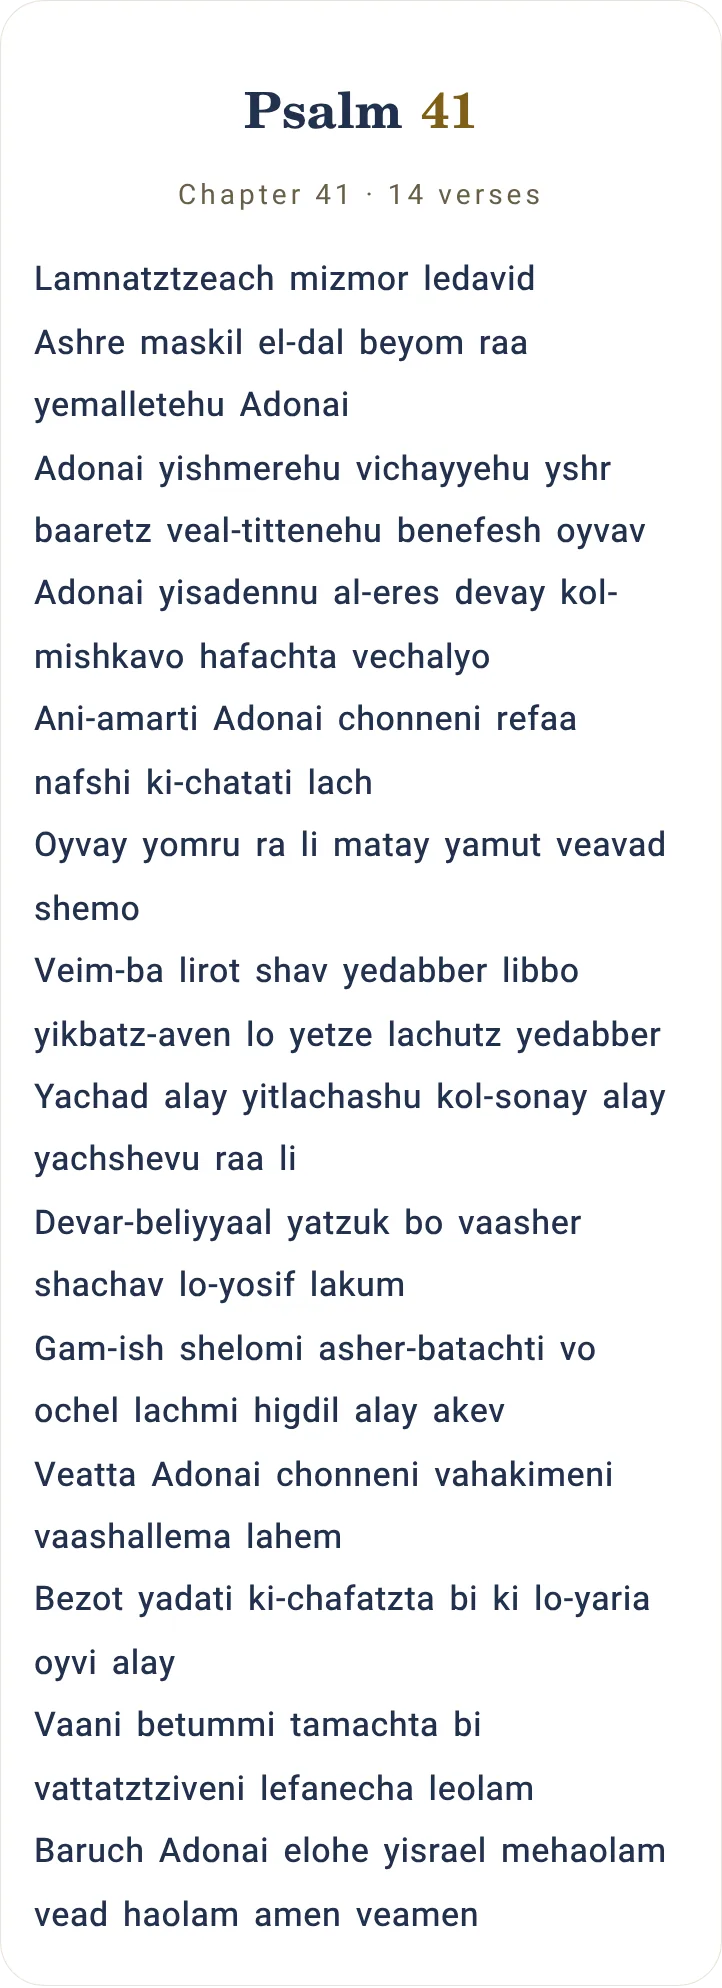 Psalm 41
Chapter 41 · 14 verses
Lamnatztzeach mizmor ledavid
Ashre maskil el-dal beyom raa
yemalletehu Adonai
Adonai yishmerehu vichayyehu yshr
baaretz veal-tittenehu benefesh oyvav
Adonai yisadennu al-eres devay kol-
mishkavo hafachta vechalyo
Ani-amarti Adonai chonneni refaa
nafshi ki-chatati lach
Oyvay yomru ra li matay yamut veavad
shemo
Veim-ba lirot shav yedabber libbo
yikbatz-aven lo yetze lachutz yedabber
Yachad alay yitlachashu kol-sonay alay
yachshevu raa li
Devar-beliyyaal yatzuk bo vaasher
shachav lo-yosif lakum
Gam-ish shelomi asher-batachti vo
ochel lachmi higdil alay akev
Veatta Adonai chonneni vahakimeni
vaashallema lahem
Bezot yadati ki-chafatzta bi ki lo-yaria
oyvi alay
Vaani betummi tamachta bi
vattatztziveni lefanecha leolam
Baruch Adonai elohe yisrael mehaolam
vead haolam amen veamen